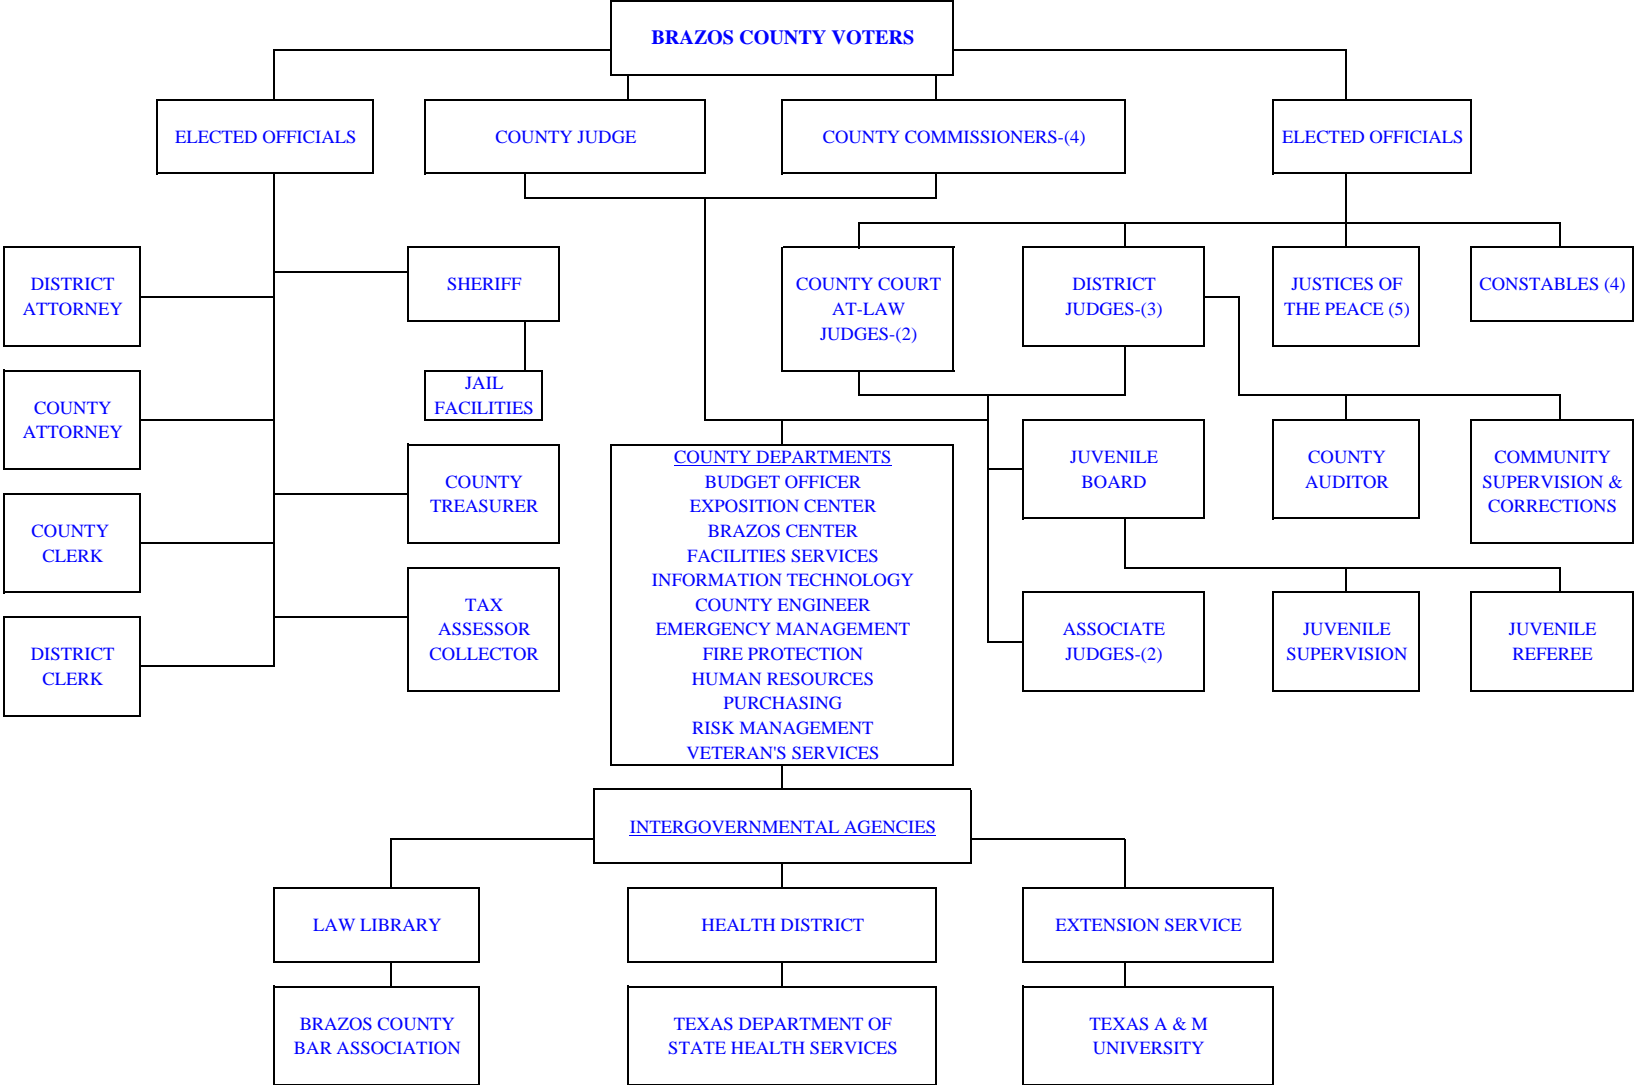 BRAZOS COUNTY VOTERS
ELECTED OFFICIALS
COUNTY JUDGE
COUNTY COMMISSIONERS-(4)
ELECTED OFFICIALS
DISTRICT
ATTORNEY
SHERIFF
COUNTY COURT
AT-LAW
JUDGES-(2)
DISTRICT
JUDGES-(3)
JUSTICES OF
THE PEACE (5)
CONSTABLES (4)
JAIL
FACILITIES
COUNTY
ATTORNEY
COUNTY
TREASURER
COUNTY DEPARTMENTS
BUDGET OFFICER
EXPOSITION CENTER
BRAZOS CENTER
FACILITIES SERVICES
INFORMATION TECHNOLOGY
COUNTY ENGINEER
EMERGENCY MANAGEMENT
FIRE PROTECTION
HUMAN RESOURCES
PURCHASING
RISK MANAGEMENT
VETERAN'S SERVICES
JUVENILE
BOARD
COUNTY
AUDITOR
COMMUNITY
SUPERVISION &
CORRECTIONS
COUNTY
CLERK
TAX
ASSESSOR
COLLECTOR
ASSOCIATE
JUDGES-(2)
JUVENILE
SUPERVISION
JUVENILE
REFEREE
DISTRICT
CLERK
INTERGOVERNMENTAL AGENCIES
LAW LIBRARY
HEALTH DISTRICT
EXTENSION SERVICE
BRAZOS COUNTY
BAR ASSOCIATION
TEXAS DEPARTMENT OF
STATE HEALTH SERVICES
TEXAS A & M
UNIVERSITY